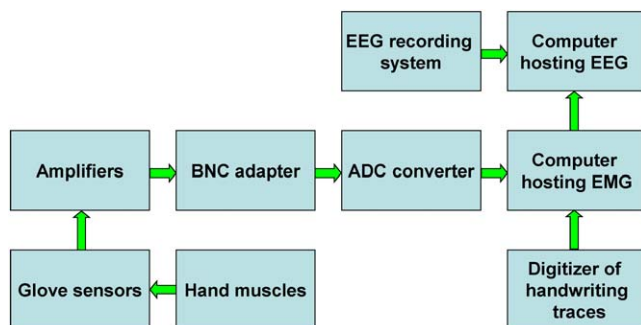 EEG recording
system
Computer
hosting EEG
Amplifiers
BNC adapter
ADC converter
Computer
hosting EMG
Glove sensors
Hand muscles
Digitizer of
handwriting
traces